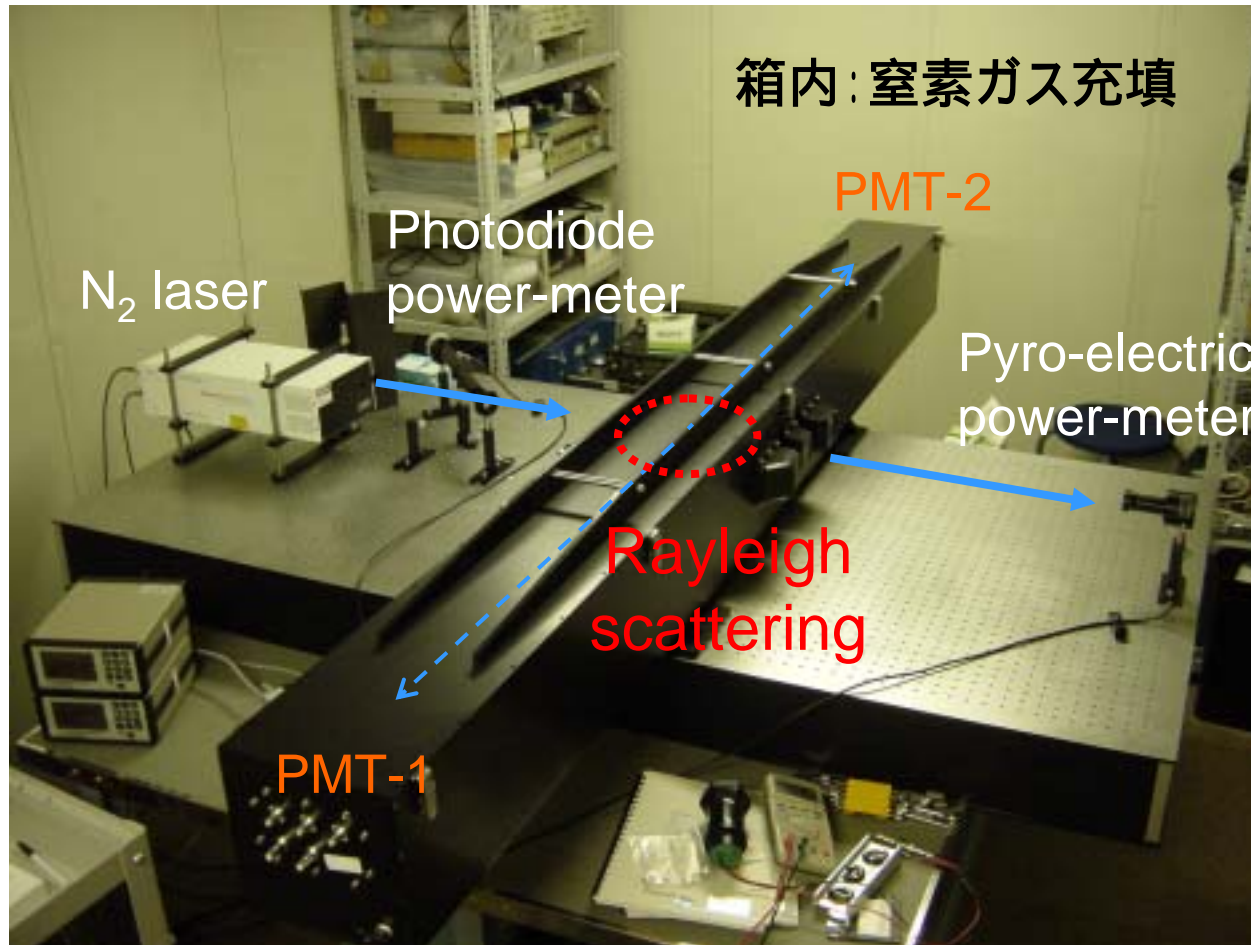 箱内:窒素ガス充填
PMT-2
Photodiode
power-meter
N₂ laser
Pyro-electric
power-meter
Rayleigh
scattering
PMT-1